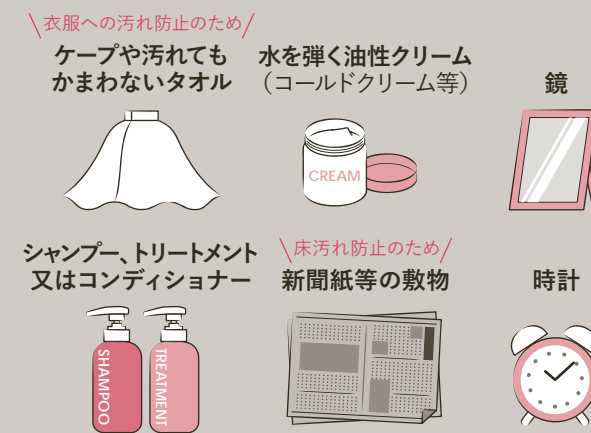 衣服への汚れ防止のため
ケープや汚れても
かまわないタオル
水を弾く油性クリーム
（コールドクリーム等）
鏡
CREAM
シャンプー、トリートメント
又はコンディショナー
床汚れ防止のため
新聞紙等の敷物
時計
SHAMPOO
TREATMENT